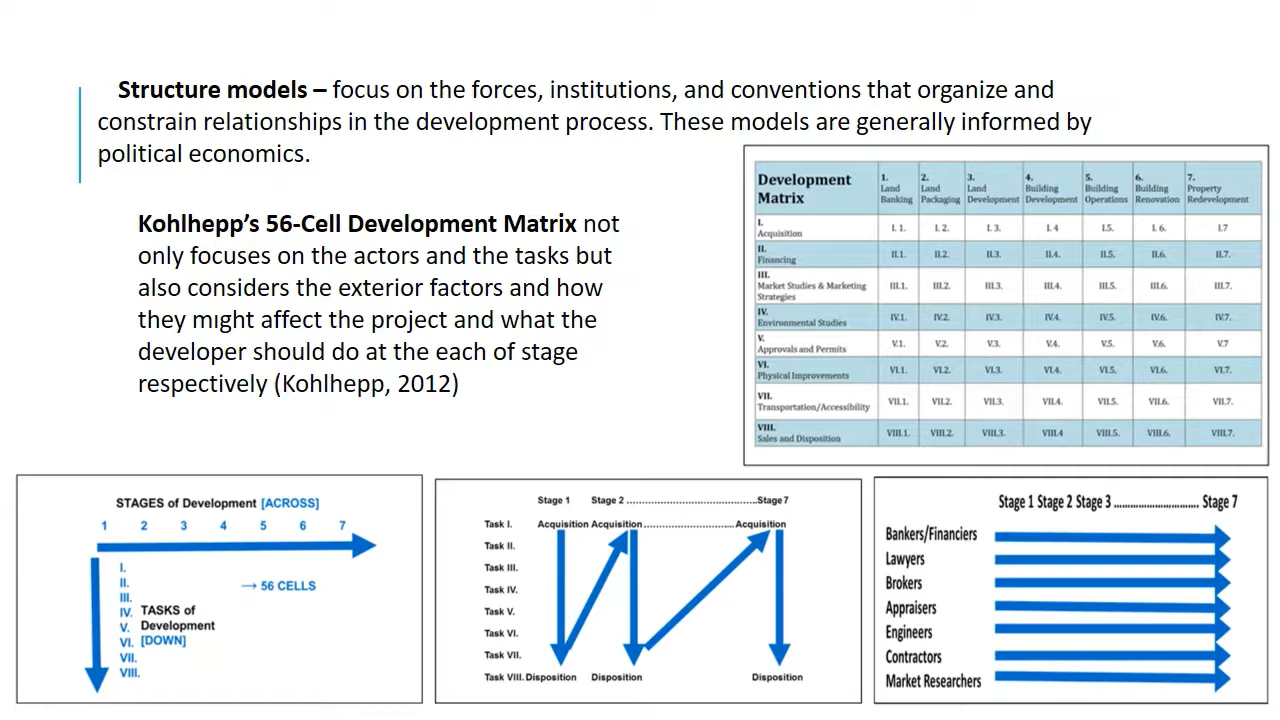 Structure models – focus on the forces, institutions, and conventions that organize and
constrain relationships in the development process. These models are generally informed by
political economics.
Kohlhepp's 56-Cell Development Matrix not
only focuses on the actors and the tasks but
also considers the exterior factors and how
they mıght affect the project and what the
developer should do at the each of stage
respectively (Kohlhepp, 2012)
Development Matrix 1. Land Banking 2. Land Packaging 3. Land Development 4. Building Development 5. Building Operations 6. Building Renovation 7. Property Redevelopment
I. Acquisition I. 1. I. 2. I. 3. I. 4 I.5. I. 6. I.7
II. Financing II.1. II.2. II.3. II.4. II.5. II.6. II.7.
III. Market Studies & Marketing Strategies III.1. III.2. III.3. III.4. III.5. III.6. III.7.
IV. Environmental Studies IV.1. IV.2. IV.3. IV.4. IV.5. IV.6. IV.7.
V. Approvals and Permits V.1. V.2. V.3. V.4. V.5. V.6. V.7
VI. Physical Improvements VI.1. VI.2. VI.3. VI.4. VI.5. VI.6. VI.7.
VII. Transportation/Accessibility VII.1. VII.2. VII.3. VII.4. VII.5. VII.6. VII.7.
VIII. Sales and Disposition VIII.1. VIII.2. VIII.3. VIII.4 VIII.5. VIII.6. VIII.7.
STAGES of Development [ACROSS]
1 2 3 4 5 6 7
I.
II.
→ 56 CELLS
III.
IV. TASKS of
V. Development
VI. [DOWN]
VII.
VIII.
Stage 1 Stage 2 ........................................Stage 7
Task I. Acquisition Acquisition............................Acquisition
Task II.
Task III.
Task IV.
Task V.
Task VI.
Task VII.
Task VIII. Disposition Disposition Disposition
Stage 1 Stage 2 Stage 3 ............................ Stage 7
Bankers/Financiers
Lawyers
Brokers
Appraisers
Engineers
Contractors
Market Researchers